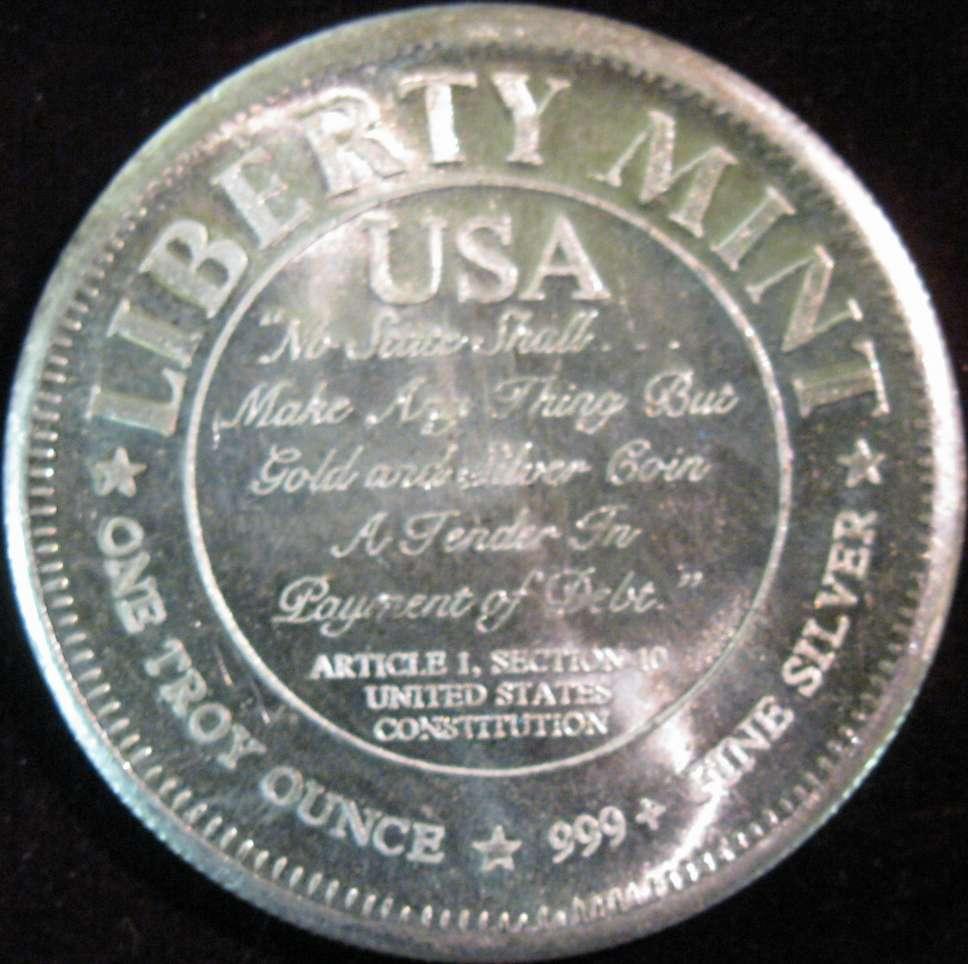 LIBERTY MINT
USA
"No State Shall . . . .
Make Any Thing But
Gold and Silver Coin
A Tender In
Payment of Debt."
ARTICLE 1, SECTION 10
UNITED STATES
CONSTITUTION
ONE TROY OUNCE
999+ FINE SILVER